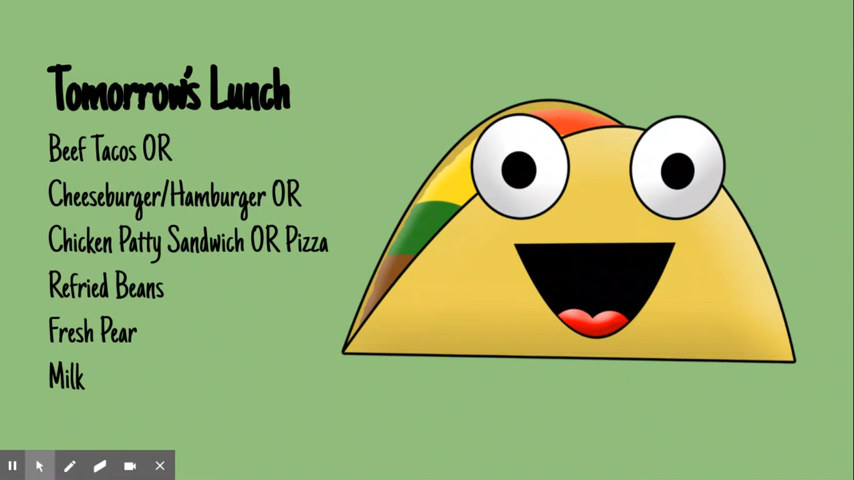 Tomorrow's Lunch
Beef Tacos OR
Cheeseburger/Hamburger OR
Chicken Patty Sandwich OR Pizza
Refried Beans
Fresh Pear
Milk